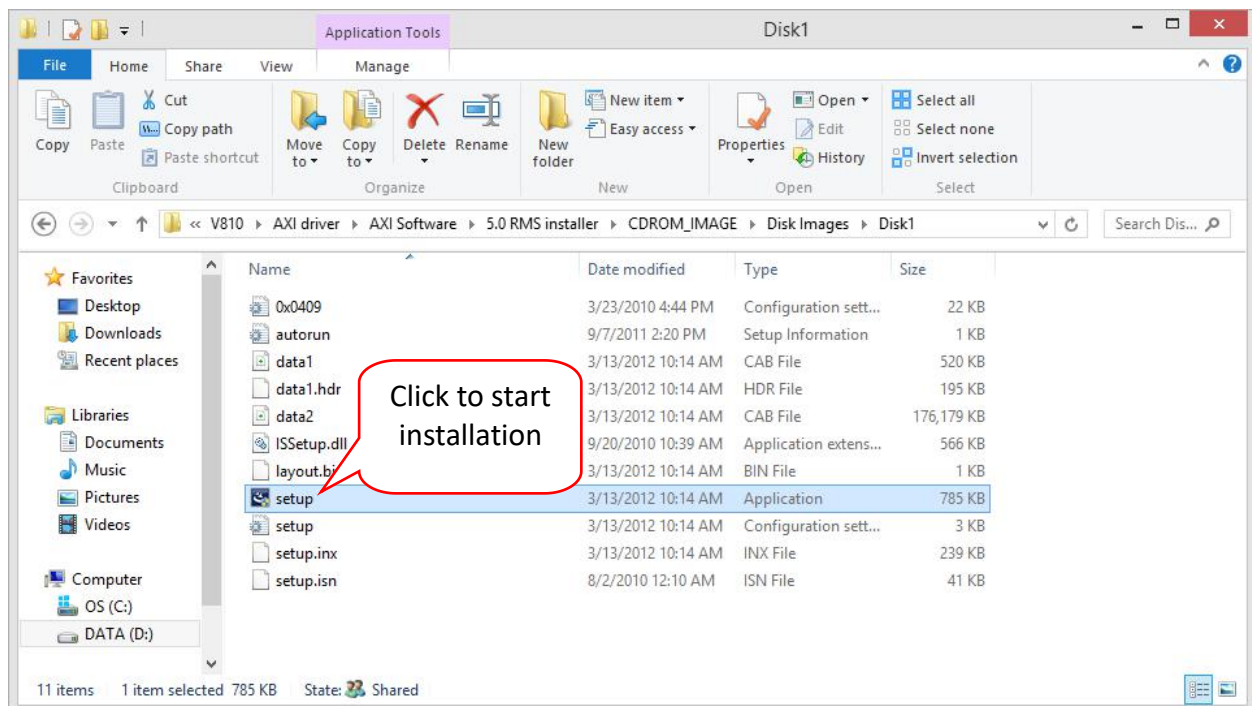 Application Tools
Disk1
File Home Share View Manage
Copy
Paste
Cut
Copy path
Paste shortcut
Clipboard
Move to
Copy to
Delete
Rename
Organize
New folder
New item
Easy access
New
Properties
Open
Edit
History
Open
Select all
Select none
Invert selection
Select
« V810 AXI driver AXI Software 5.0 RMS installer CDROM_IMAGE Disk Images Disk1
Search Dis...
Favorites
Desktop
Downloads
Recent places
Libraries
Documents
Music
Pictures
Videos
Computer
OS (C:)
DATA (D:)
Name Date modified Type Size
0x0409 3/23/2010 4:44 PM Configuration sett... 22 KB
autorun 9/7/2011 2:20 PM Setup Information 1 KB
data1 3/13/2012 10:14 AM CAB File 520 KB
data1.hdr 3/13/2012 10:14 AM HDR File 195 KB
data2 3/13/2012 10:14 AM CAB File 176,179 KB
ISSetup.dll 9/20/2010 10:39 AM Application extens... 566 KB
layout.bi 3/13/2012 10:14 AM BIN File 1 KB
setup 3/13/2012 10:14 AM Application 785 KB
setup 3/13/2012 10:14 AM Configuration sett... 3 KB
setup.inx 3/13/2012 10:14 AM INX File 239 KB
setup.isn 8/2/2010 12:10 AM ISN File 41 KB
Click to start
installation
11 items 1 item selected 785 KB State: Shared